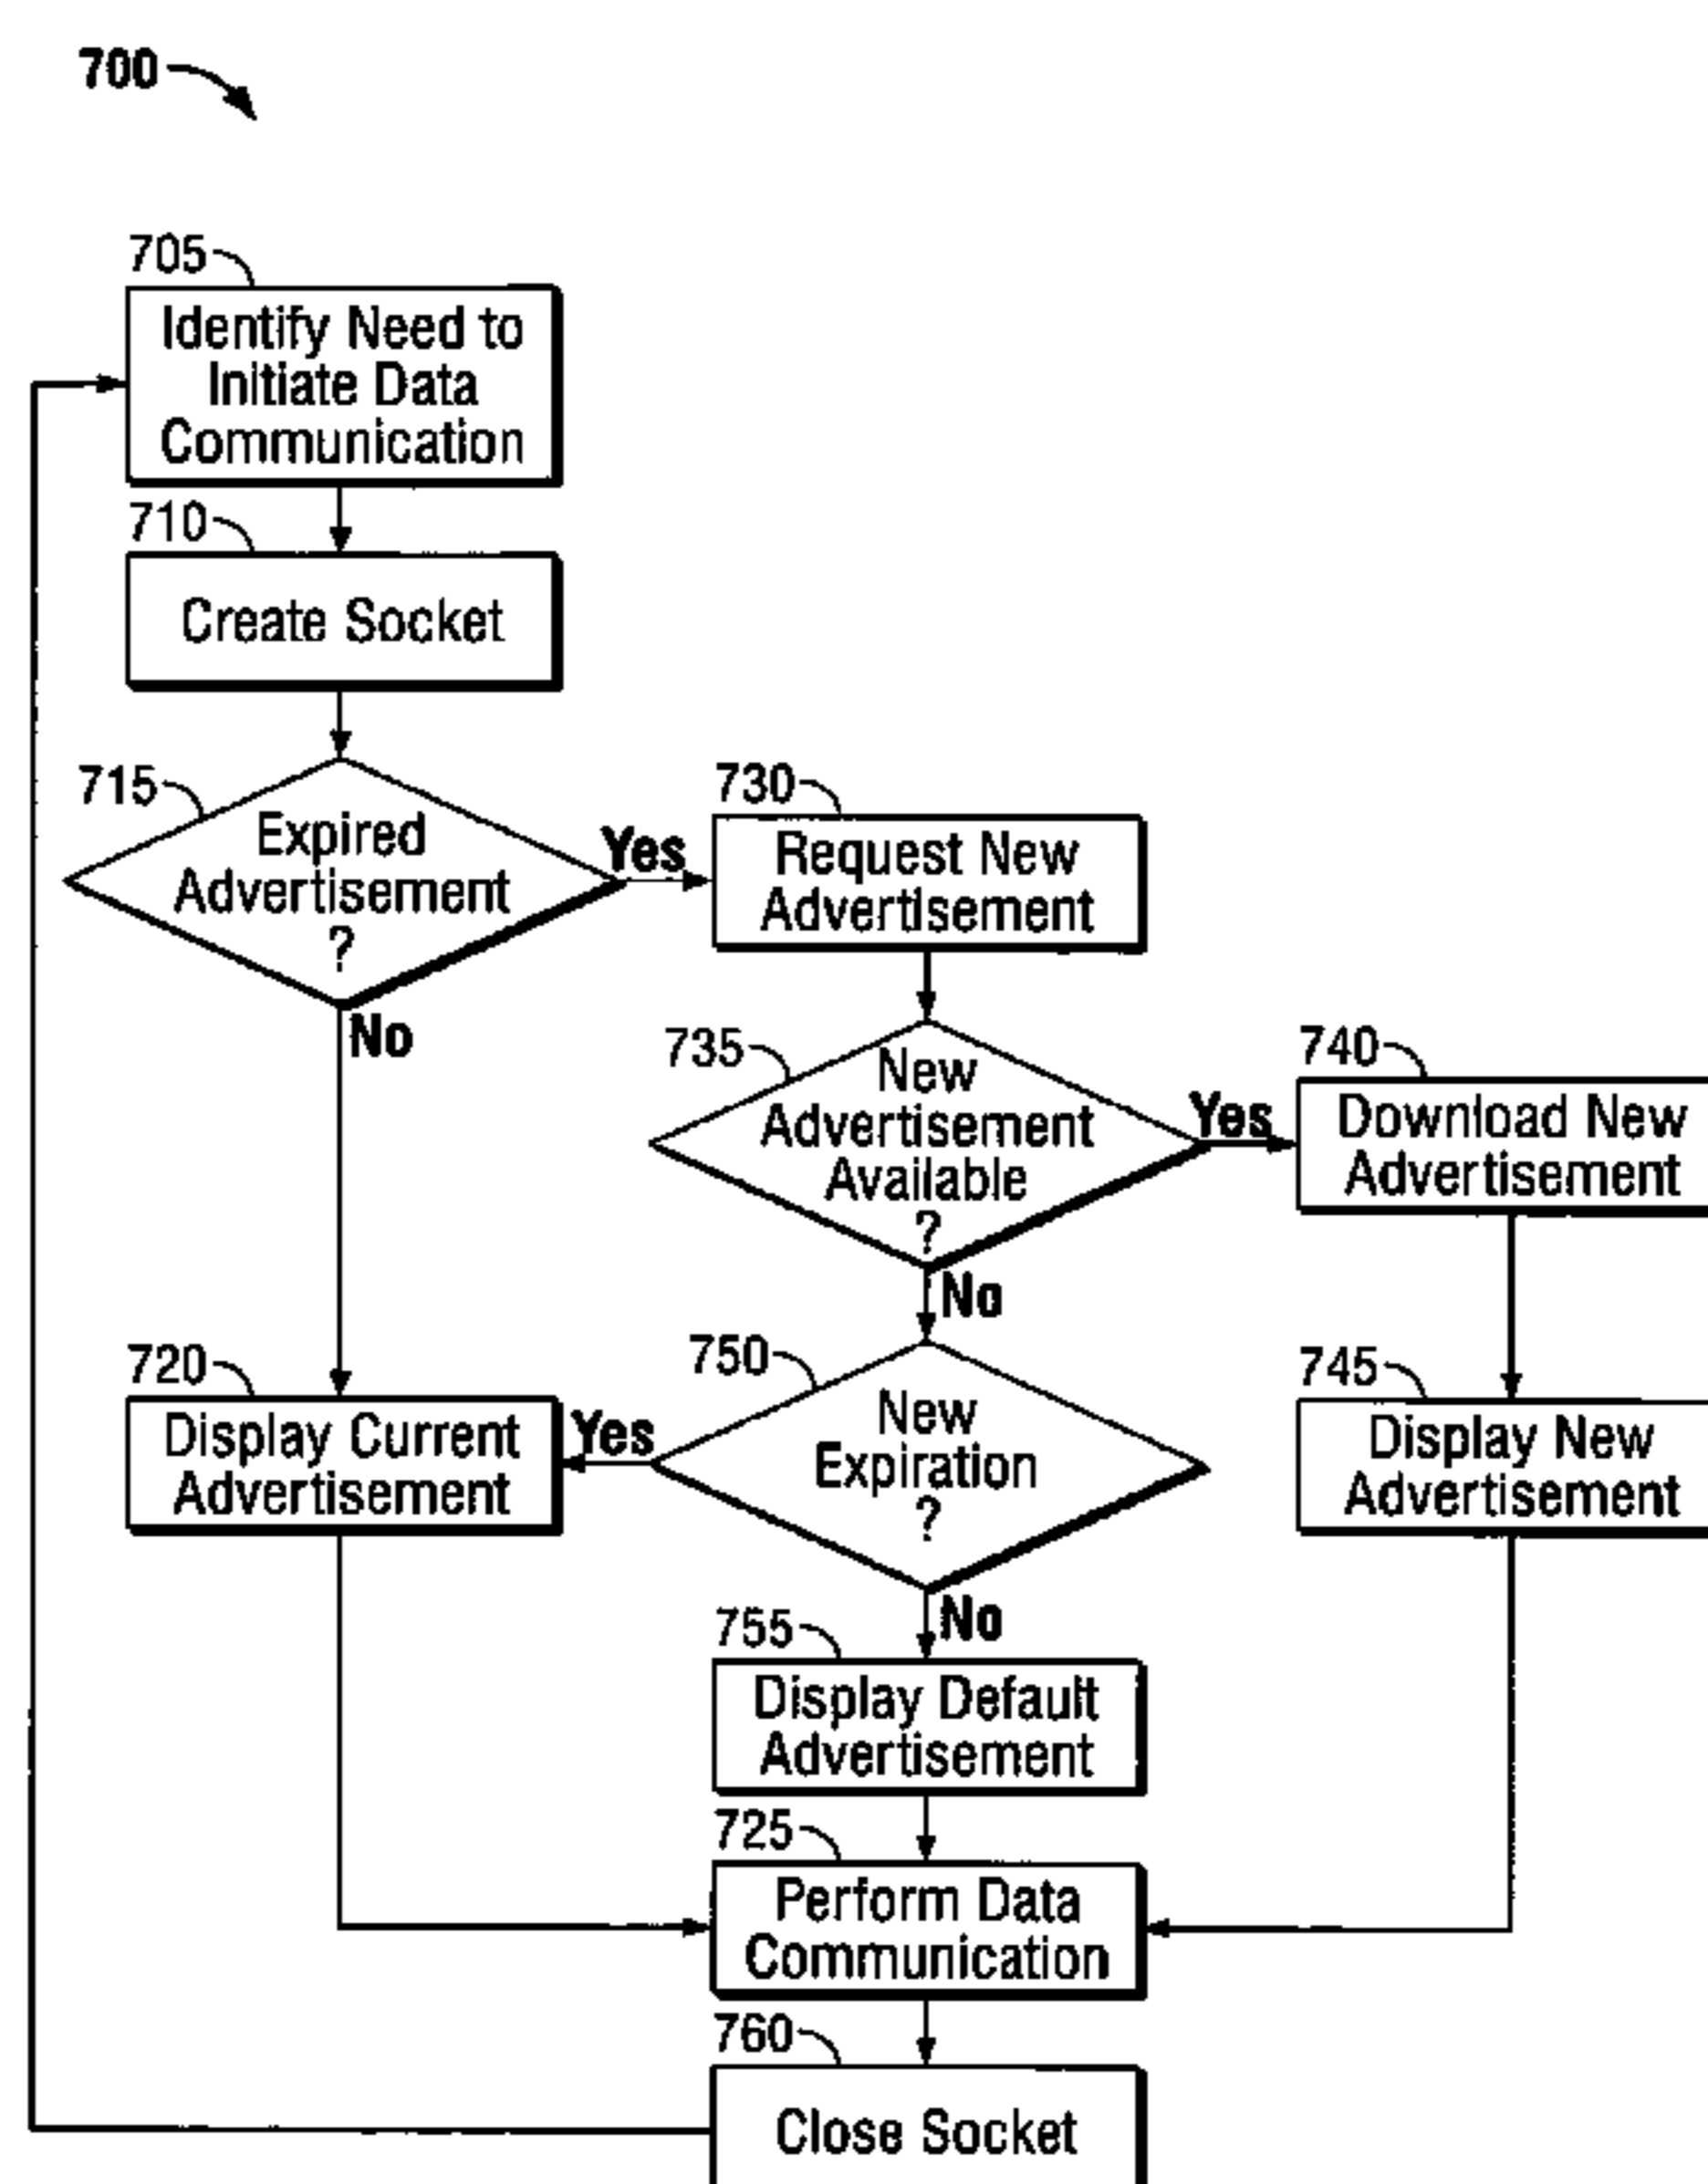 700
705
Identify Need to
Initiate Data
Communication
710
Create Socket
715
Expired
Advertisement
?
Yes
No
730
Request New
Advertisement
735
New
Advertisement
Available
?
Yes
No
740
Download New
Advertisement
720
Display Current
Advertisement
750
New
Expiration
?
Yes
No
745
Display New
Advertisement
755
Display Default
Advertisement
725
Perform Data
Communication
760
Close Socket